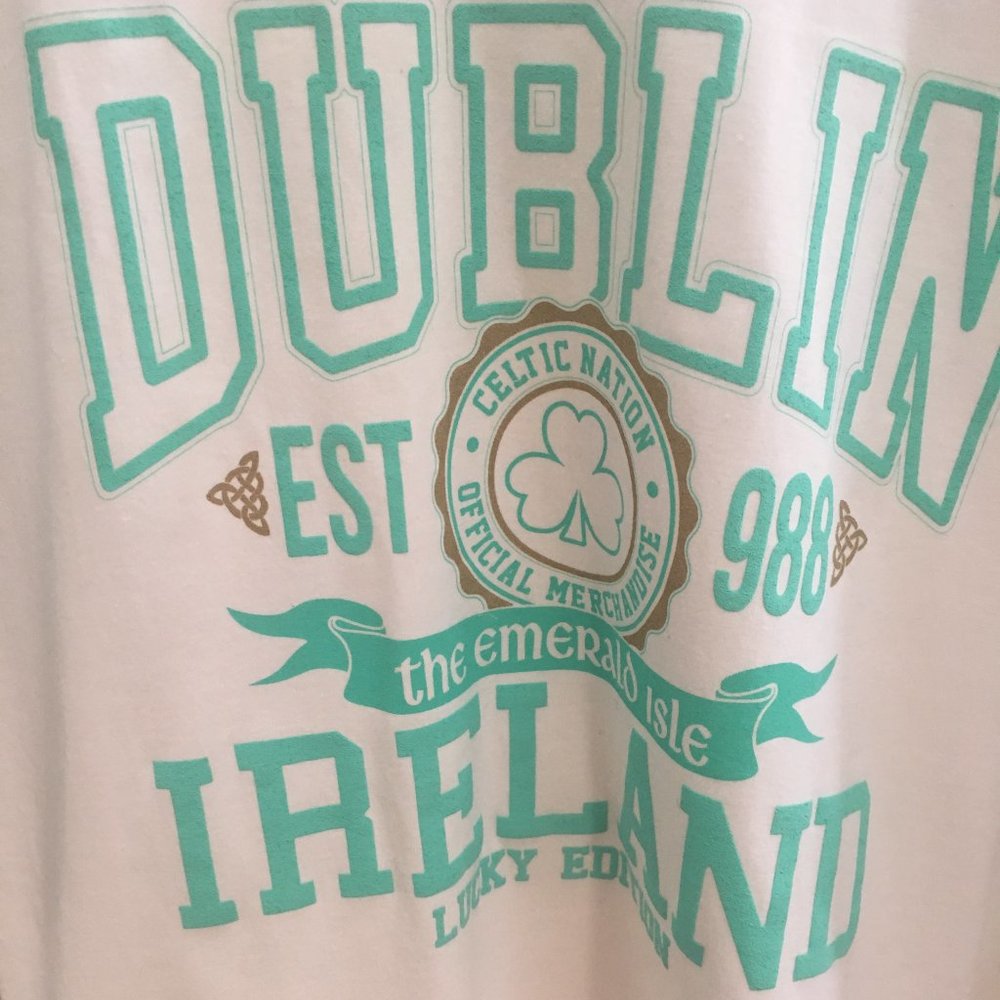 DUBLIN
CELTIC NATION
EST 988
OFFICIAL MERCHANDISE
the emerald isle
IRELAND
LUCKY EDITION